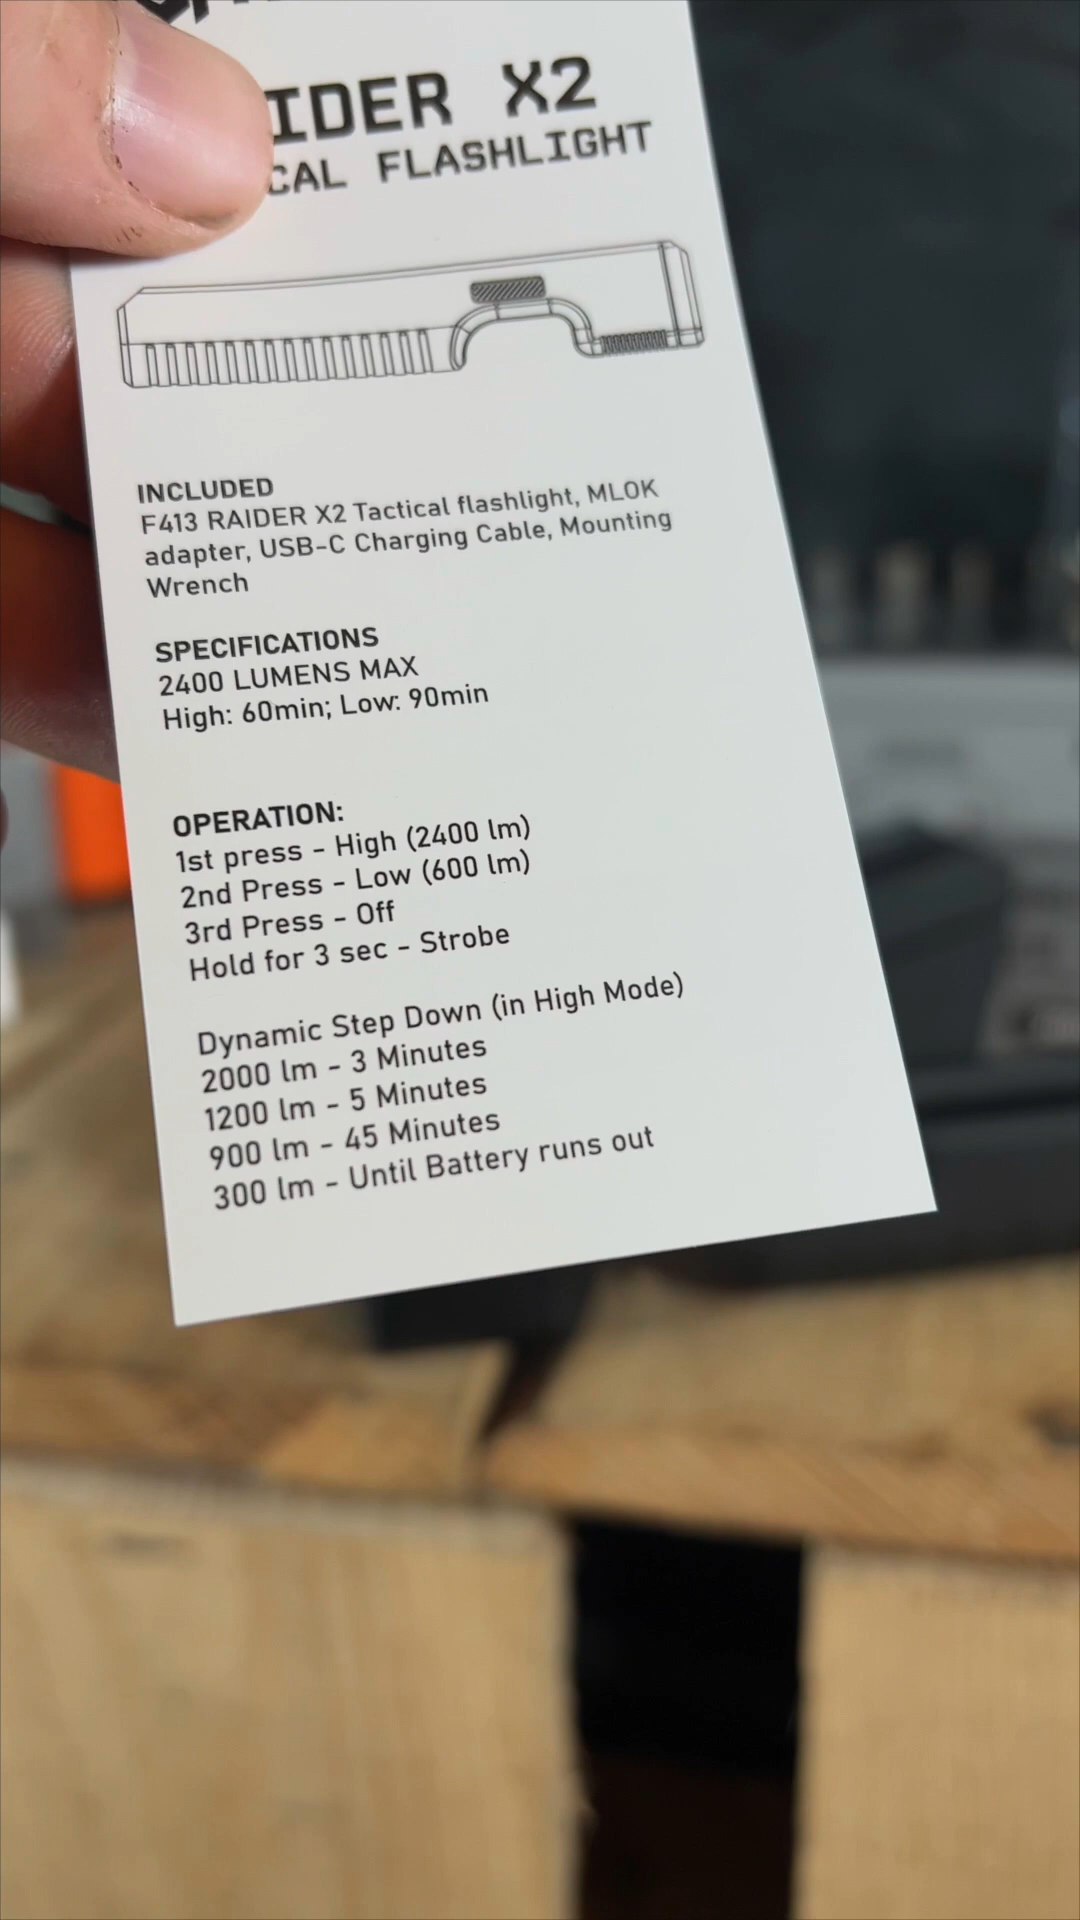 IDER X2
CAL FLASHLIGHT
INCLUDED
F413 RAIDER X2 Tactical flashlight, MLOK
adapter, USB-C Charging Cable, Mounting
Wrench
SPECIFICATIONS
2400 LUMENS MAX
High: 60min; Low: 90min
OPERATION:
1st press - High (2400 lm)
2nd Press - Low (600 lm)
3rd Press - Off
Hold for 3 sec - Strobe
Dynamic Step Down (in High Mode)
2000 lm - 3 Minutes
1200 lm - 5 Minutes
900 lm - 45 Minutes
300 lm - Until Battery runs out